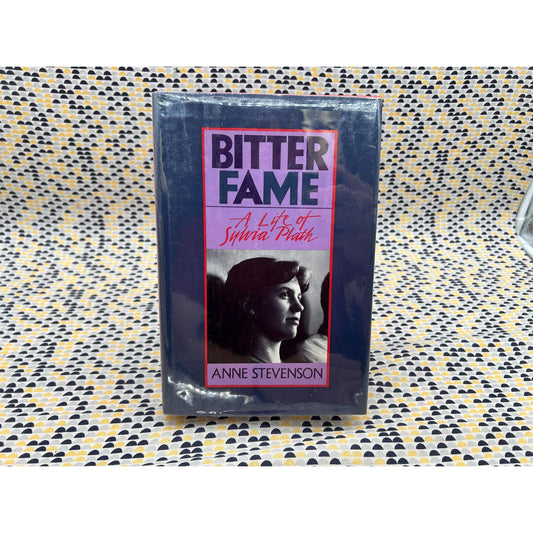 BITTER
FAME
A Life of
Sylvia Plath
ANNE STEVENSON